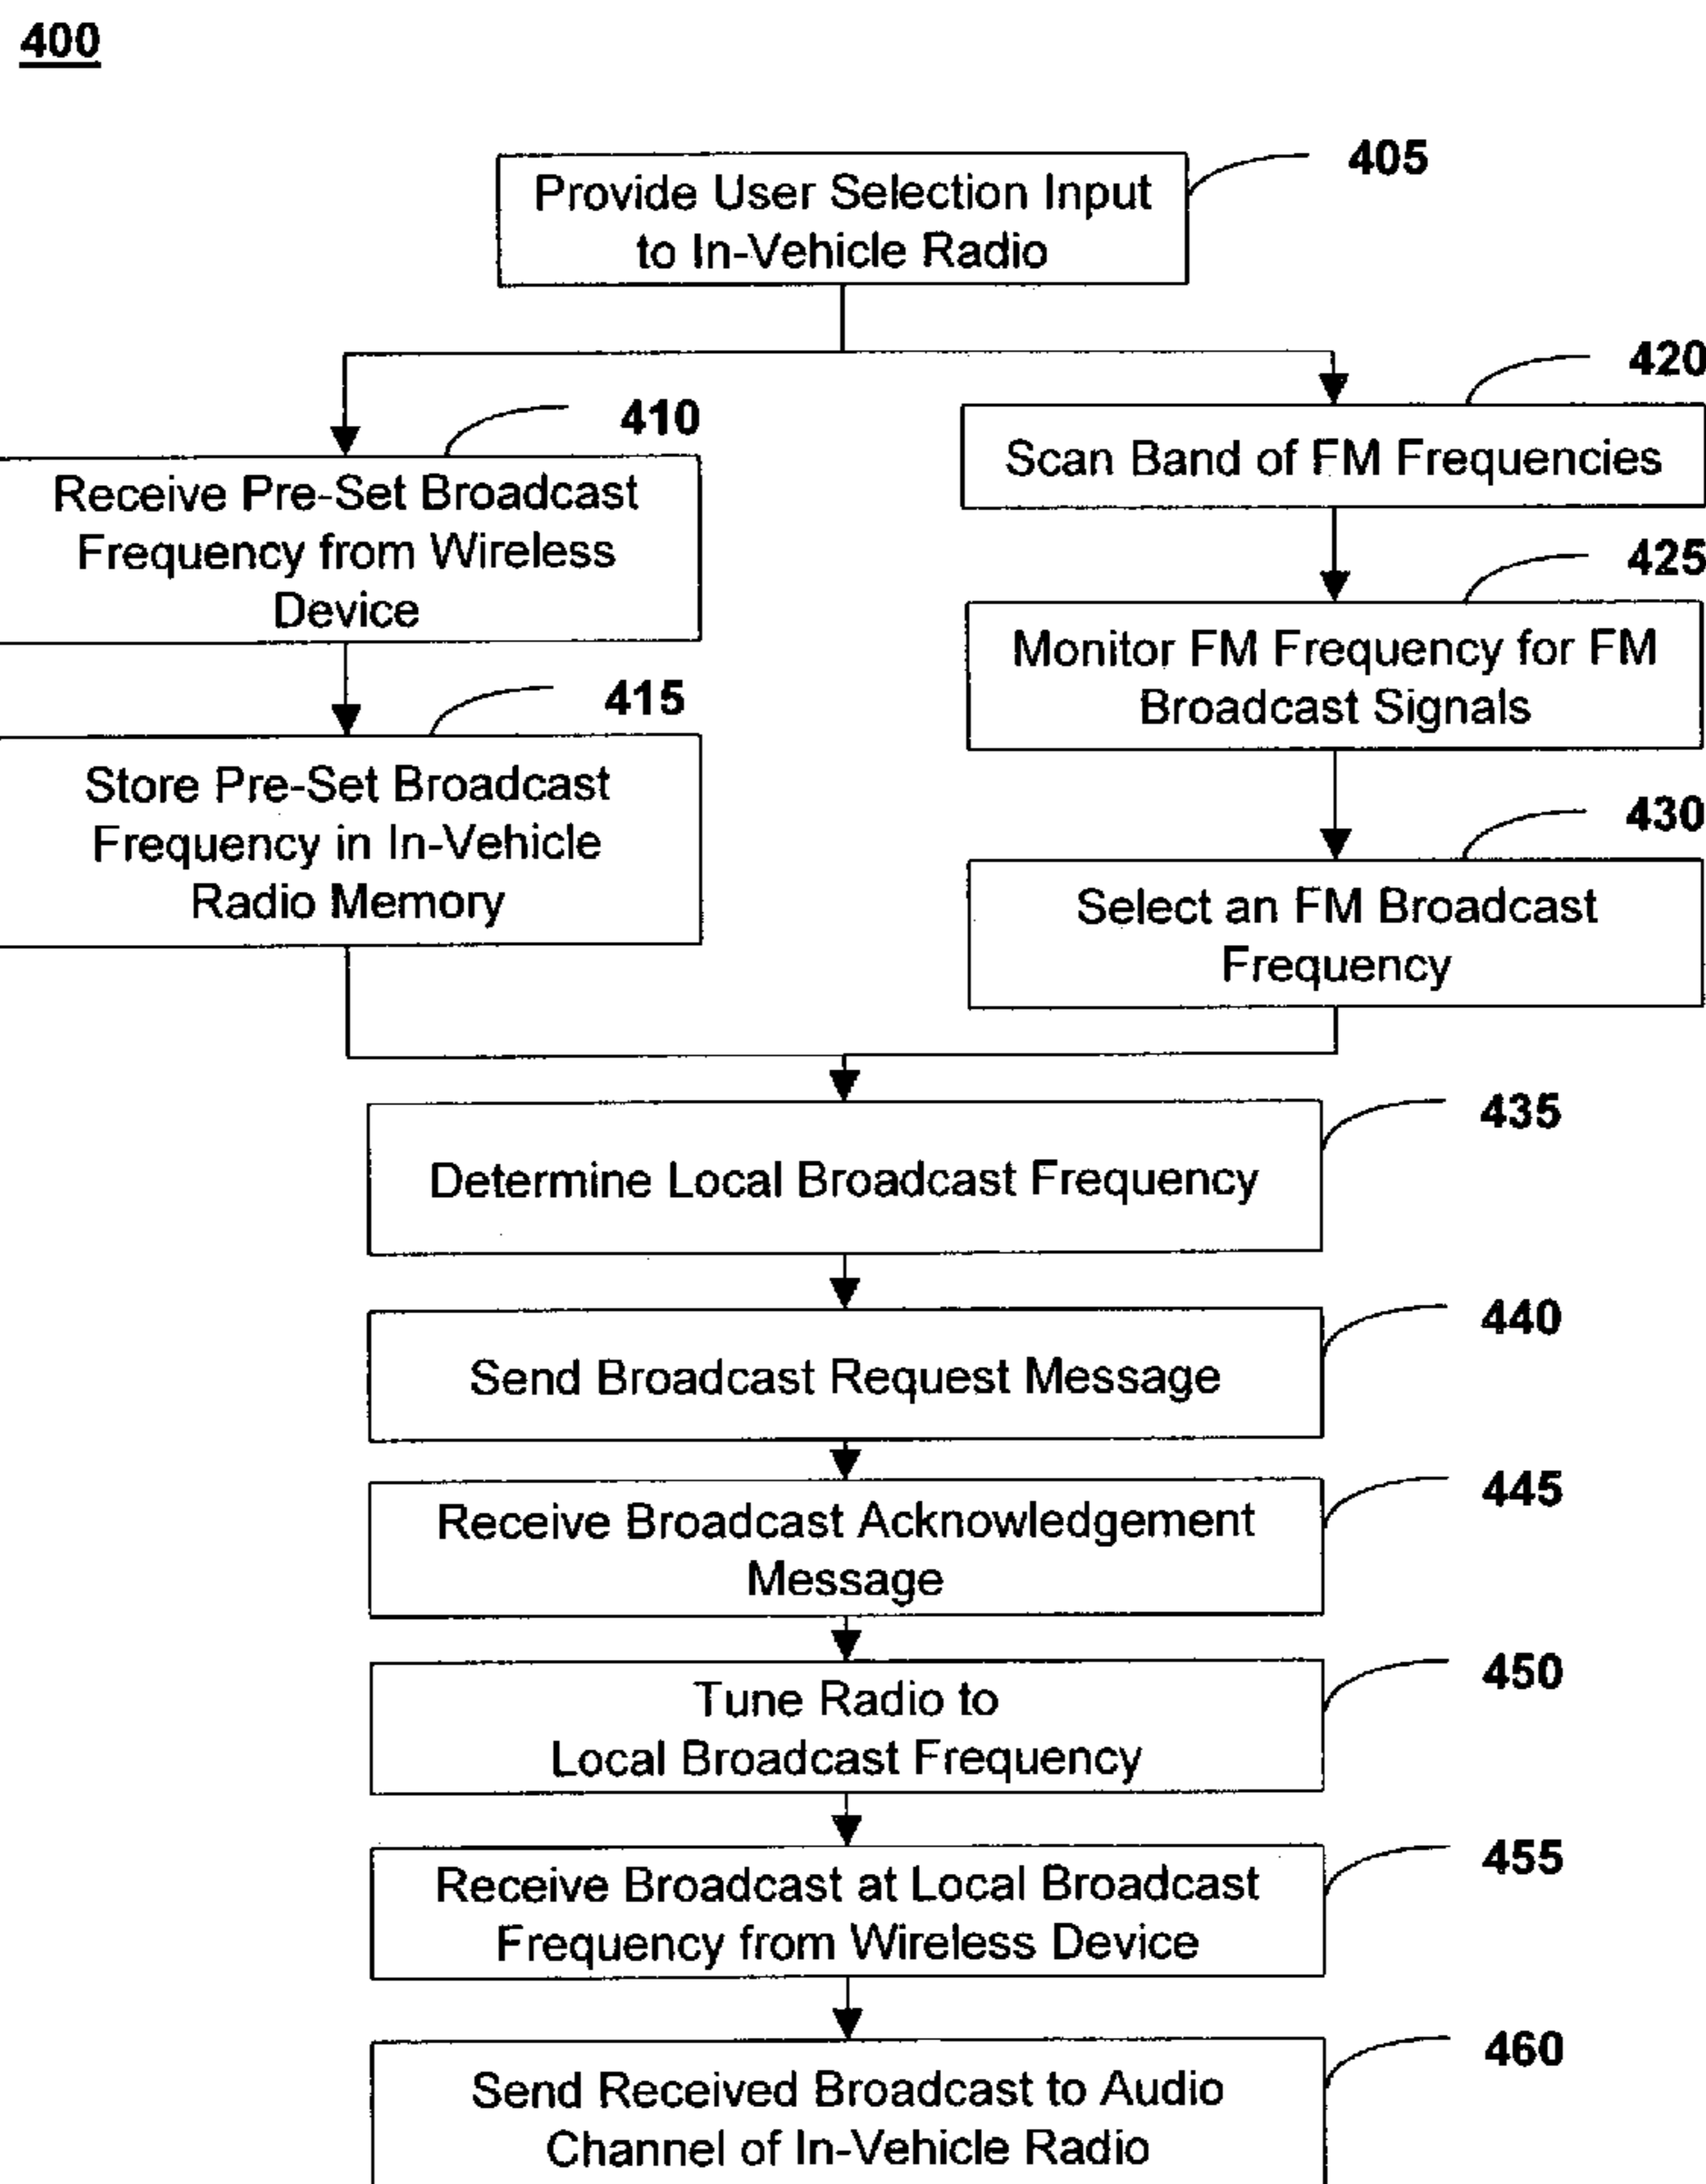 400
405
Provide User Selection Input
to In-Vehicle Radio
410
Receive Pre-Set Broadcast
Frequency from Wireless
Device
415
Store Pre-Set Broadcast
Frequency in In-Vehicle
Radio Memory
420
Scan Band of FM Frequencies
425
Monitor FM Frequency for FM
Broadcast Signals
430
Select an FM Broadcast
Frequency
435
Determine Local Broadcast Frequency
440
Send Broadcast Request Message
445
Receive Broadcast Acknowledgement
Message
450
Tune Radio to
Local Broadcast Frequency
455
Receive Broadcast at Local Broadcast
Frequency from Wireless Device
460
Send Received Broadcast to Audio
Channel of In-Vehicle Radio